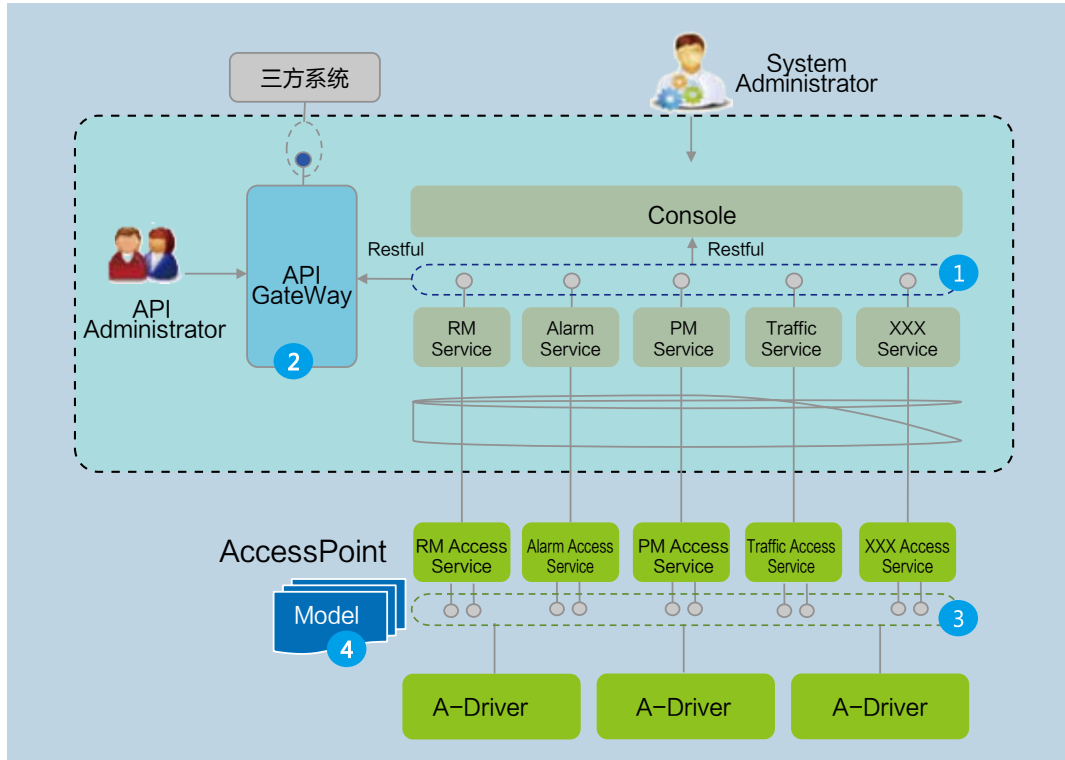 三方系统
System
Administrator
Console
Restful
Restful
1
API
GateWay
API
Administrator
2
RM
Service
Alarm
Service
PM
Service
Traffic
Service
XXX
Service
AccessPoint
RM Access
Service
Alarm Access
Service
PM Access
Service
Traffic Access
Service
XXX Access
Service
Model
4
3
A-Driver
A-Driver
A-Driver